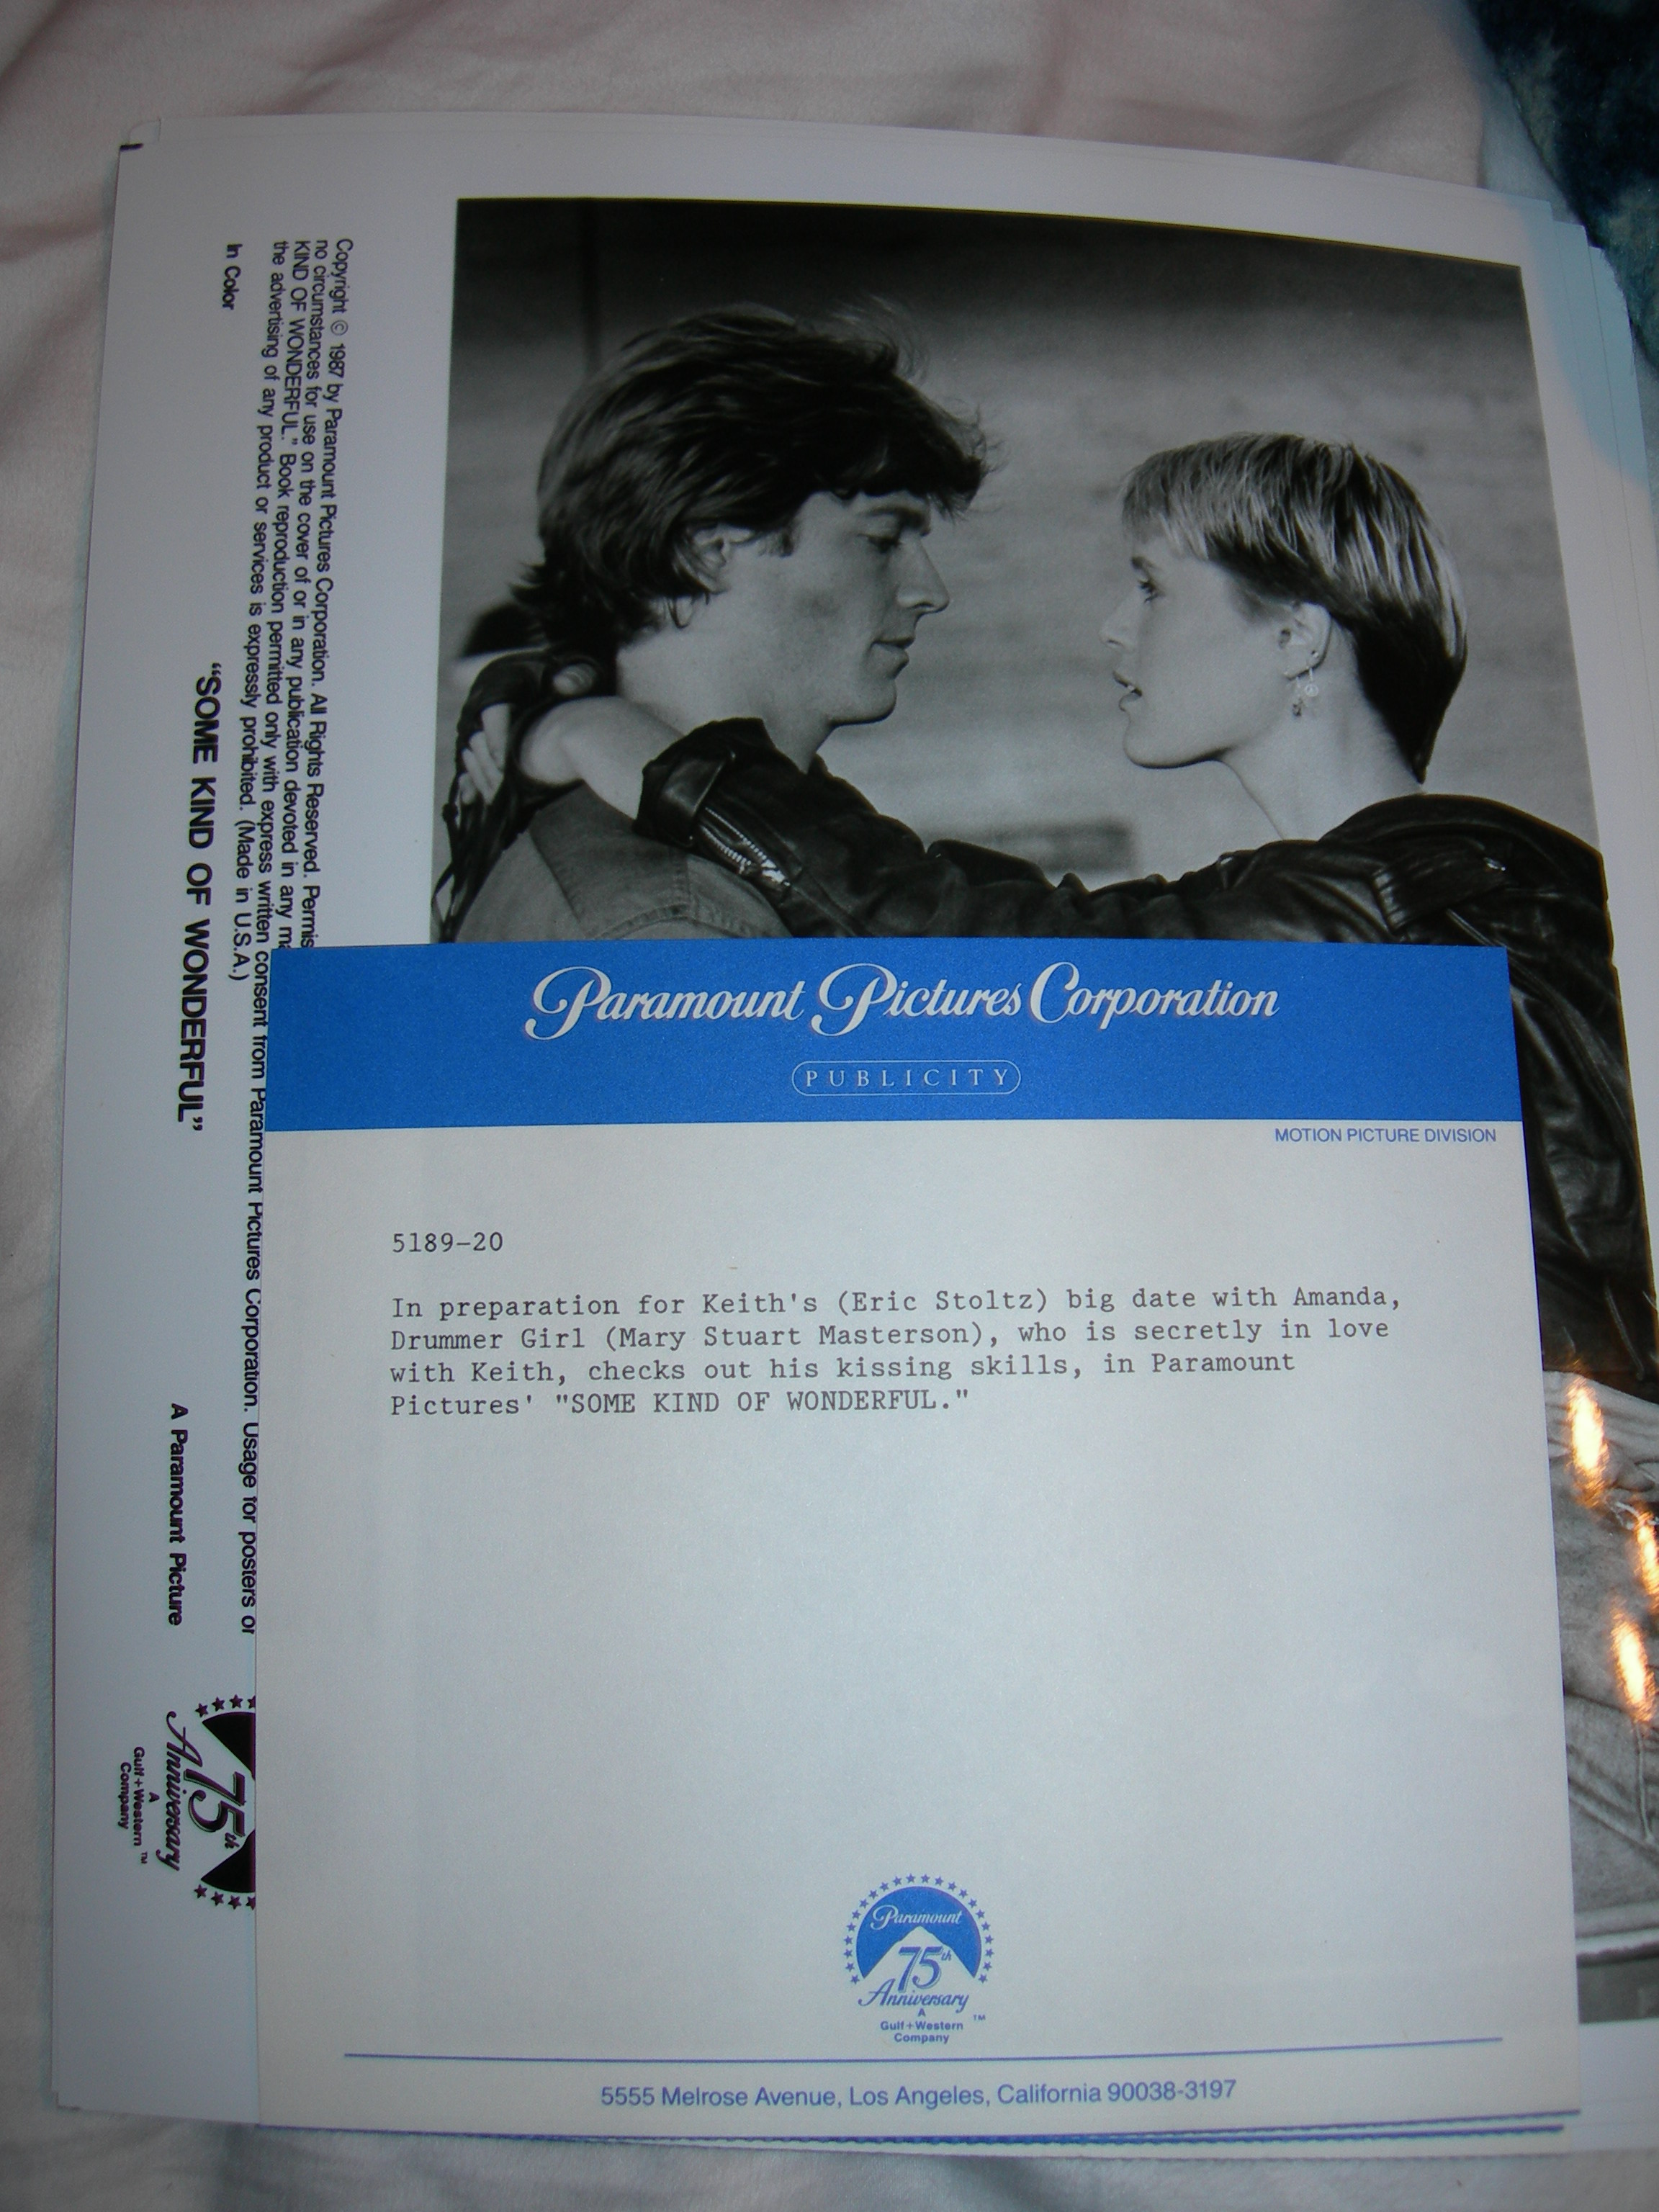 Copyright © 1987 by Paramount Pictures Corporation. All Rights Reserved. Permis
no circumstances for use on the cover of or in any publication devoted in any ma
KIND OF WONDERFUL." Book reproduction permitted only with express written consent from Paramount Pictures Corporation. Usage for posters or
the advertising of any product or services is expressly prohibited. (Made in U.S.A.)
In Color
"SOME KIND OF WONDERFUL"
A Paramount Picture
75th
Anniversary
A
Gulf+Western
Company
TM
Paramount Pictures Corporation
PUBLICITY
MOTION PICTURE DIVISION
5189-20
In preparation for Keith's (Eric Stoltz) big date with Amanda,
Drummer Girl (Mary Stuart Masterson), who is secretly in love
with Keith, checks out his kissing skills, in Paramount
Pictures' "SOME KIND OF WONDERFUL."
Paramount
75th
Anniversary
A
Gulf+Western TM
Company
5555 Melrose Avenue, Los Angeles, California 90038-3197